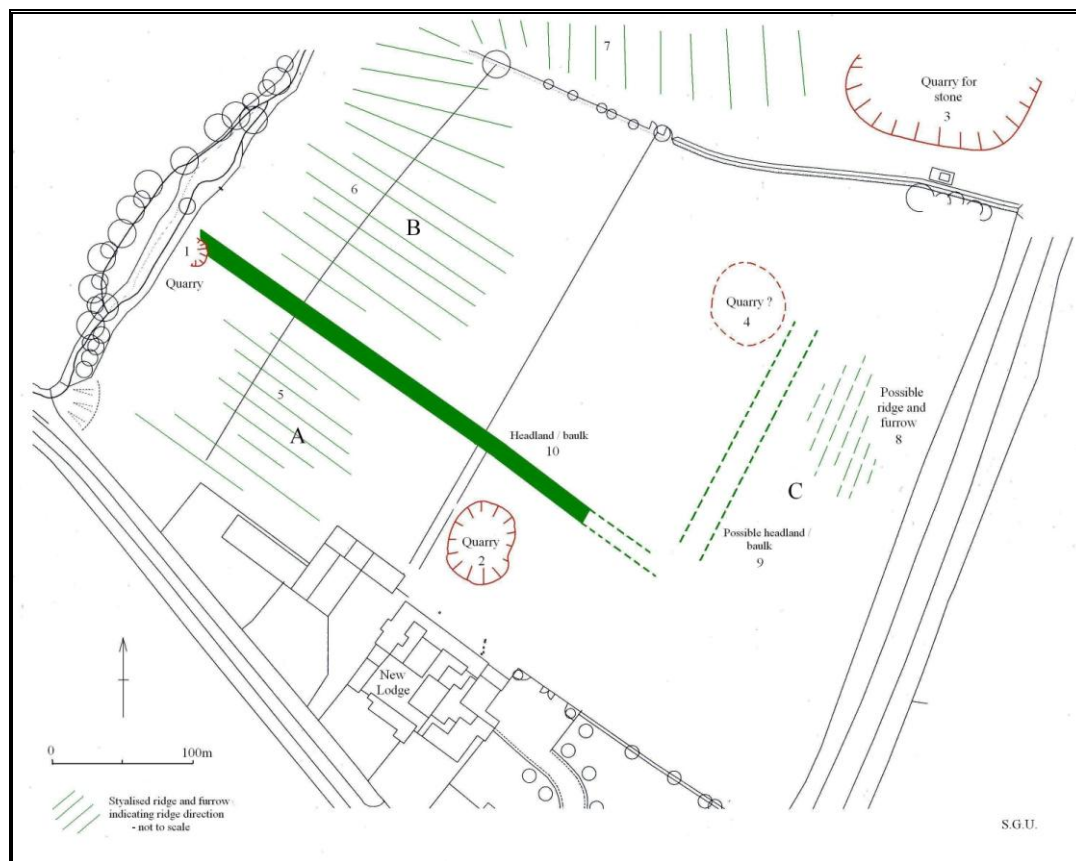 7
Quarry for
stone
3
6
B
1
Quarry
Quarry ?
4
5
A
Possible
ridge and
furrow
8
Headland / baulk
10
C
Quarry
2
Possible headland /
baulk
9
New
Lodge
0
100m
Styalised ridge and furrow
indicating ridge direction
- not to scale
S.G.U.